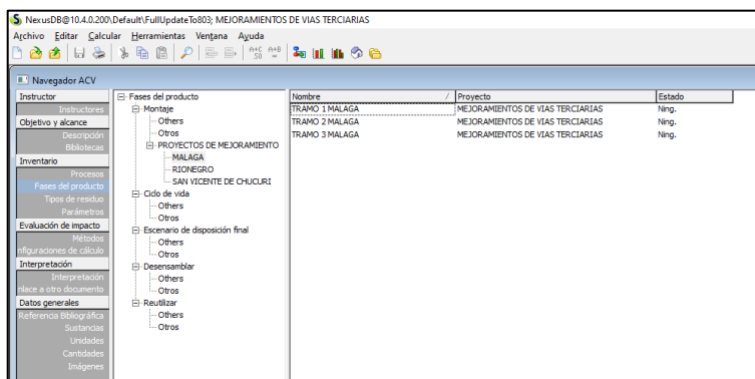 NexusDB@10.4.0.200\Default\FullUpdateTo803; MEJORAMIENTOS DE VIAS TERCIARIAS
Archivo Editar Calcular Herramientas Ventana Ayuda
A+C
50
A+B
=
Navegador ACV
Instructor
Instructores
Objetivo y alcance
Descripción
Bibliotecas
Inventario
Procesos
Fases del producto
Tipos de residuo
Parámetros
Evaluación de impacto
Métodos
nfiguraciones de cálculo
Interpretación
Interpretación
nlace a otro documento
Datos generales
Referencia Bibliográfica
Sustancias
Unidades
Cantidades
Imágenes
Fases del producto
Montaje
Others
Otros
PROYECTOS DE MEJORAMIENTO
MALAGA
RIONEGRO
SAN VICENTE DE CHUCURI
Ciclo de vida
Others
Otros
Escenario de disposición final
Others
Otros
Desensamblar
Others
Otros
Reutilizar
Others
Otros
Nombre / Proyecto Estado
TRAMO 1 MALAGA MEJORAMIENTOS DE VIAS TERCIARIAS Ning.
TRAMO 2 MALAGA MEJORAMIENTOS DE VIAS TERCIARIAS Ning.
TRAMO 3 MALAGA MEJORAMIENTOS DE VIAS TERCIARIAS Ning.